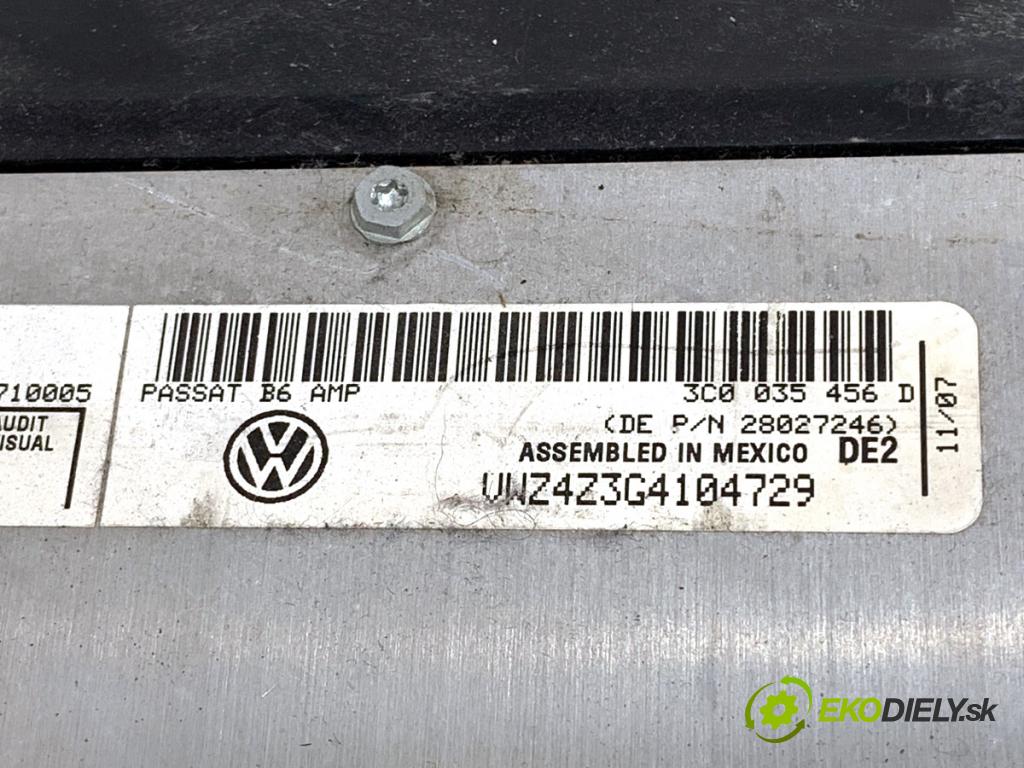 710005
AUDIT
ISUAL
PASSAT B6 AMP
3C0 035 456 D
(DE P/N 28027246)
ASSEMBLED IN MEXICO DE2
VWZ4Z3G4104729
11/07
EKODIELY.sk